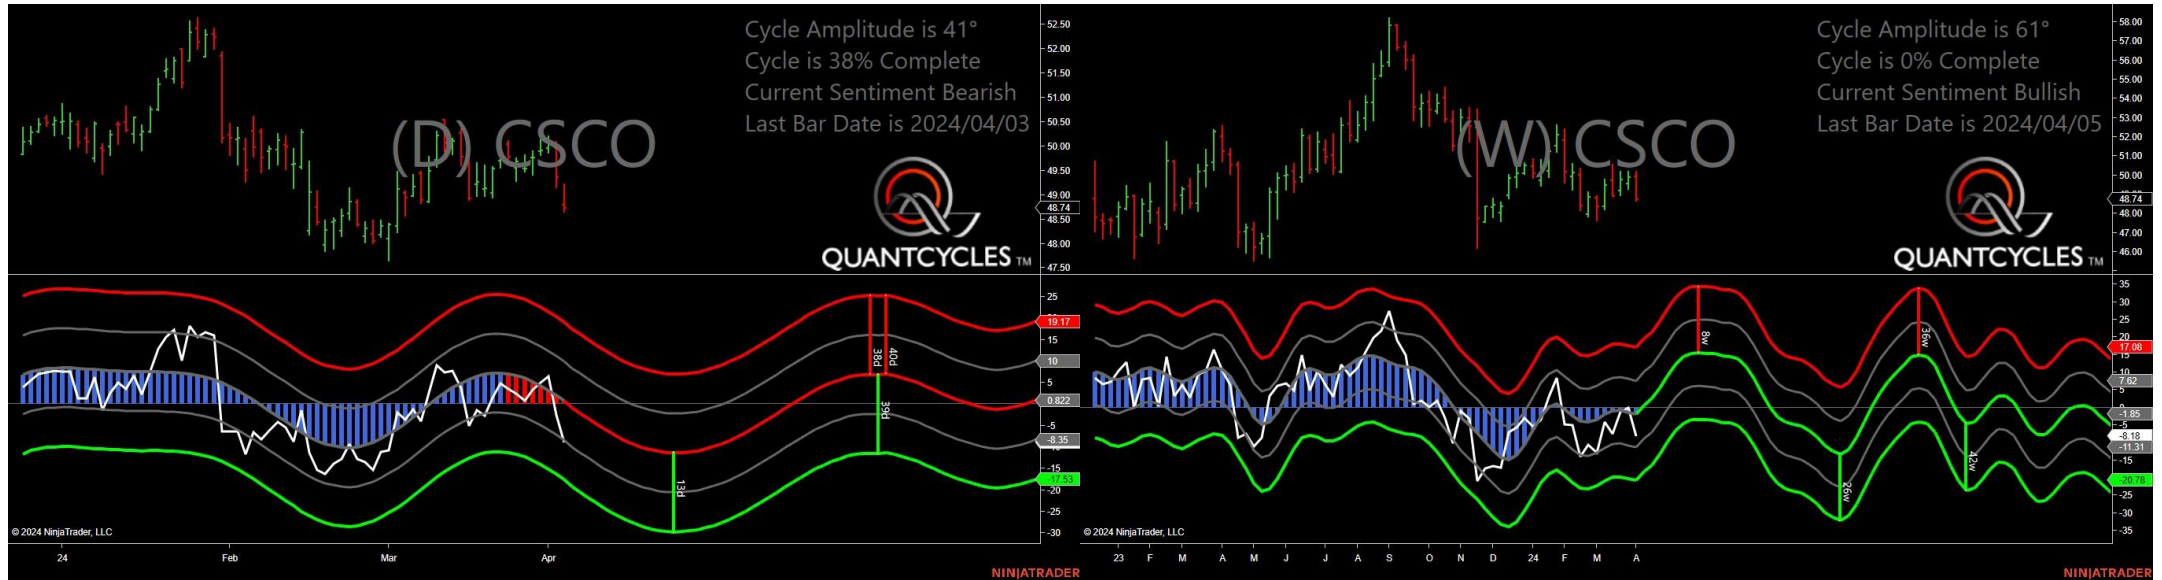 Cycle Amplitude is 41°
Cycle is 38% Complete
Current Sentiment Bearish
Last Bar Date is 2024/04/03
(D) CSCO
QUANTCYCLES TM
52.50
52.00
51.50
51.00
50.50
50.00
49.50
49.00
48.74
48.50
48.00
47.50
25
19.17
15
10
5
0.822
-5
-8.35
-15
-17.53
-20
-25
-30
13d
38d
40d
39d
© 2024 NinjaTrader, LLC
24
Feb
Mar
Apr
NINJATRADER
Cycle Amplitude is 61°
Cycle is 0% Complete
Current Sentiment Bullish
Last Bar Date is 2024/04/05
(W) CSCO
QUANTCYCLES TM
58.00
57.00
56.00
55.00
54.00
53.00
52.00
51.00
50.00
48.74
48.00
47.00
46.00
35
30
25
20
17.08
15
10
7.62
-1.85
-5
-8.18
-11.31
-15
-20.78
-25
-30
-35
8w
36w
26w
42w
© 2024 NinjaTrader, LLC
23
F
M
A
M
J
J
A
S
O
N
D
24
F
M
A
NINJATRADER